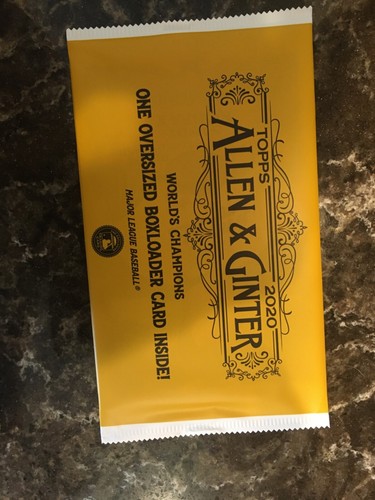 TOPPS 2020
ALLEN & GINTER
WORLD'S CHAMPIONS
ONE OVERSIZED BOXLOADER CARD INSIDE!
MAJOR LEAGUE BASEBALL®